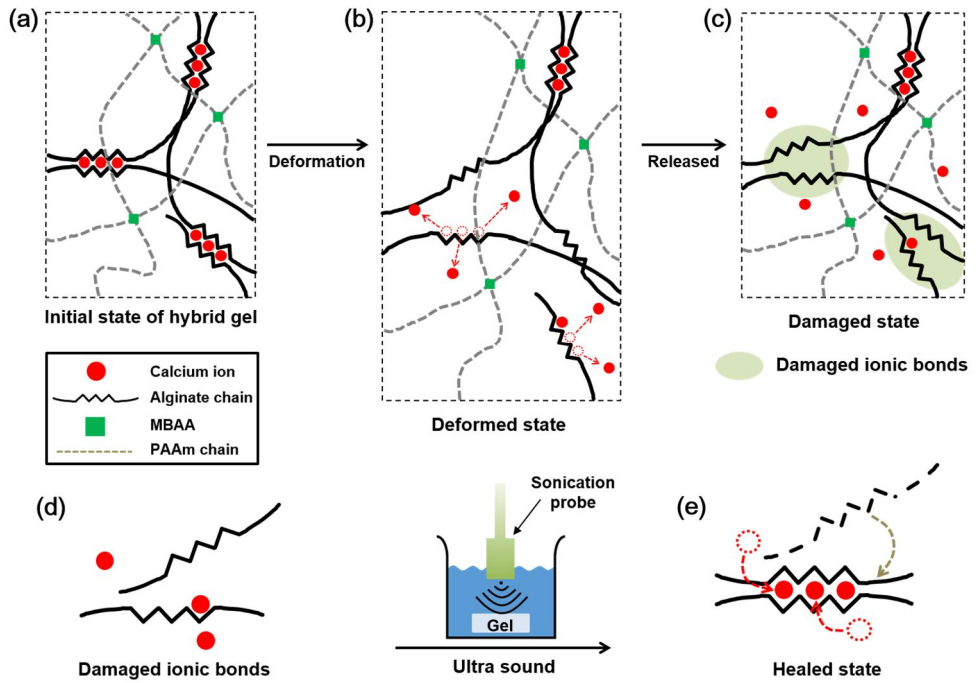 (a)
(b)
(c)
Deformation
Released
Initial state of hybrid gel
Damaged state
Calcium ion
Alginate chain
MBAA
PAAm chain
Damaged ionic bonds
Deformed state
(d)
Sonication
probe
(e)
Gel
Damaged ionic bonds
Ultra sound
Healed state